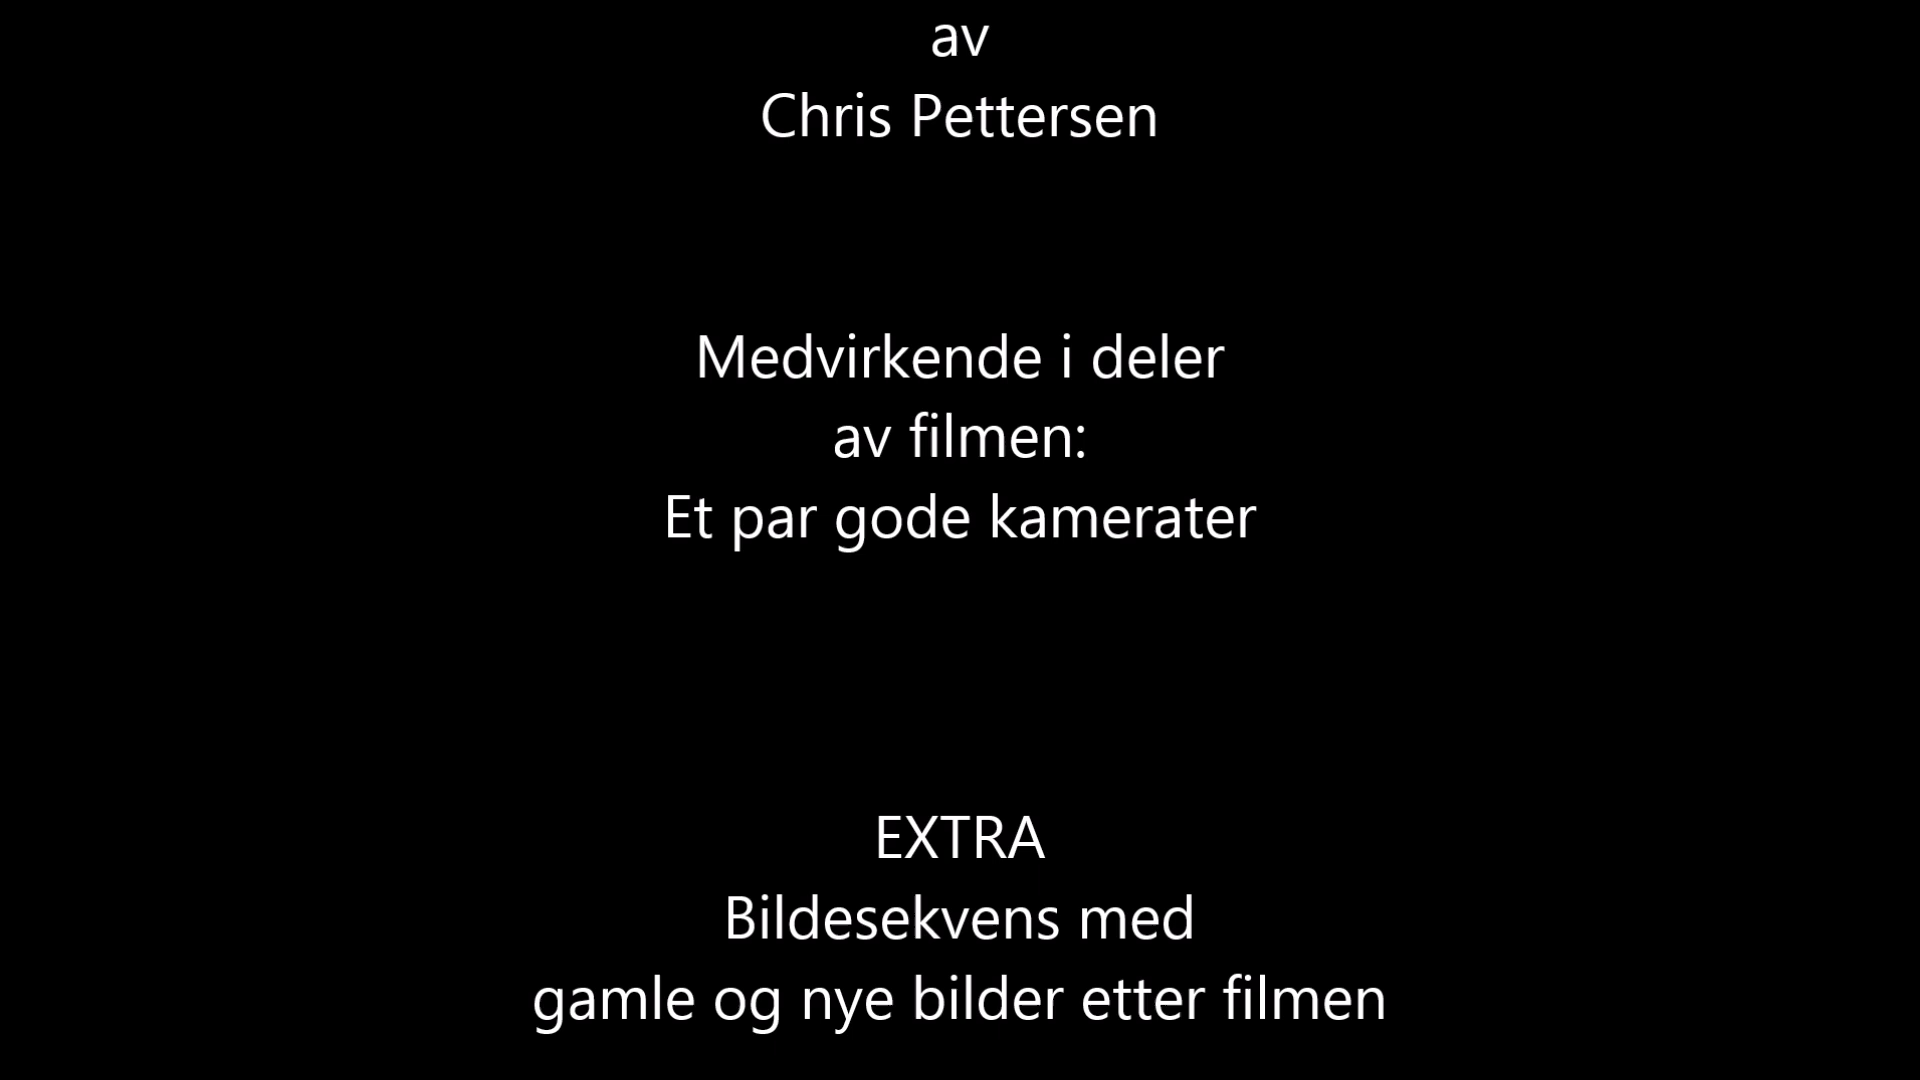 av
Chris Pettersen
Medvirkende i deler
av filmen:
Et par gode kamerater
EXTRA
Bildesekvens med
gamle og nye bilder etter filmen